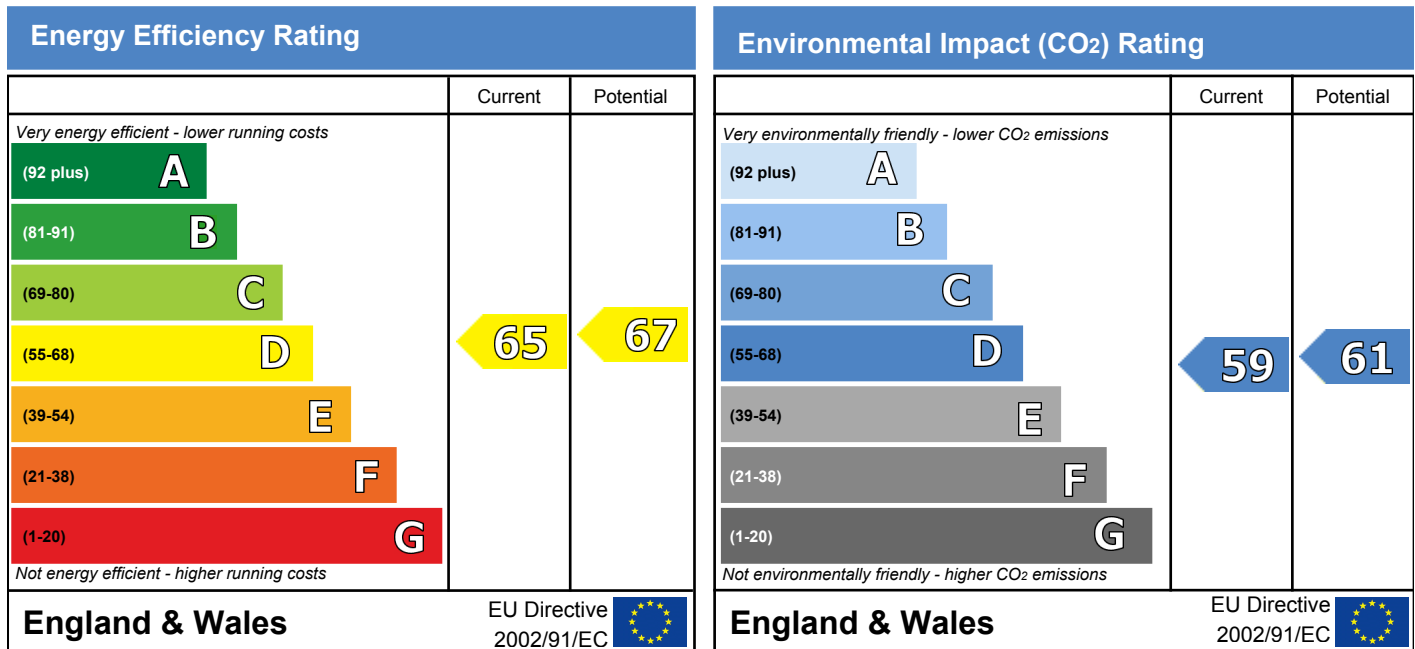 Energy Efficiency Rating
Current Potential
Very energy efficient - lower running costs
(92 plus) A
(81-91) B
(69-80) C
(55-68) D
65 67
(39-54) E
(21-38) F
(1-20) G
Not energy efficient - higher running costs
England & Wales
EU Directive
2002/91/EC
Environmental Impact (CO2) Rating
Current Potential
Very environmentally friendly - lower CO2 emissions
(92 plus) A
(81-91) B
(69-80) C
(55-68) D
59 61
(39-54) E
(21-38) F
(1-20) G
Not environmentally friendly - higher CO2 emissions
England & Wales
EU Directive
2002/91/EC